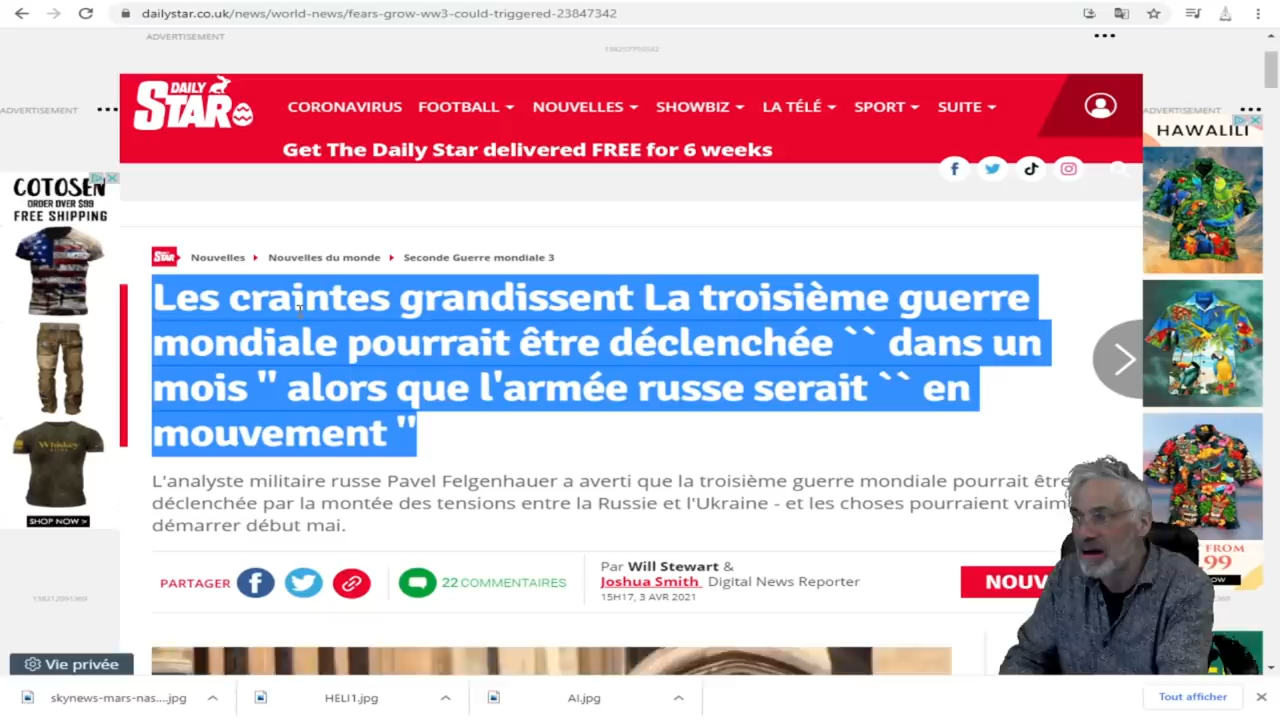 dailystar.co.uk/news/world-news/fears-grow-ww3-could-triggered-23847342
ADVERTISEMENT
ADVERTISEMENT
ADVERTISEMENT
DAILY
STAR
CORONAVIRUS FOOTBALL NOUVELLES SHOWBIZ LA TÉLÉ SPORT SUITE
Get The Daily Star delivered FREE for 6 weeks
HAWALILI
COTOSEN
ORDER OVER $99
FREE SHIPPING
Nouvelles Nouvelles du monde Seconde Guerre mondiale 3
Les craintes grandissent La troisième guerre
mondiale pourrait être déclenchée `` dans un
mois '' alors que l'armée russe serait `` en
mouvement ''
L'analyste militaire russe Pavel Felgenhauer a averti que la troisième guerre mondiale pourrait être
déclenchée par la montée des tensions entre la Russie et l'Ukraine - et les choses pourraient vraim
démarrer début mai.
Whiskey
SHOP NOW >
PARTAGER
22 COMMENTAIRES
Par Will Stewart &
Joshua Smith Digital News Reporter
15H17, 3 AVR 2021
NOUV
FROM
99
Vie privée
skynews-mars-nas....jpg
HELI1.jpg
AI.jpg
Tout afficher